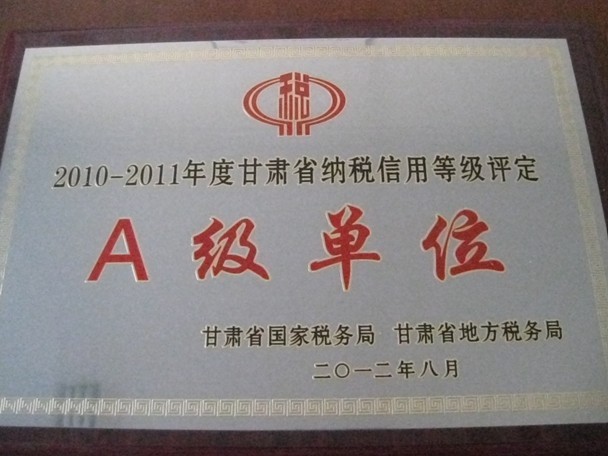 税
2010-2011年度甘肃省纳税信用等级评定
A级单位
甘肃省国家税务局 甘肃省地方税务局
二〇一二年八月